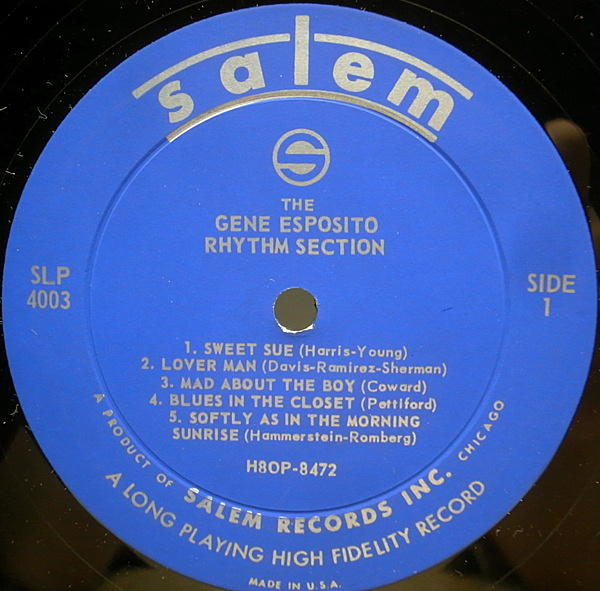 salem
S
THE
GENE ESPOSITO
RHYTHM SECTION
SLP
4003
SIDE
1
1. SWEET SUE (Harris-Young)
2. LOVER MAN (Davis-Ramirez-Sherman)
3. MAD ABOUT THE BOY (Coward)
4. BLUES IN THE CLOSET (Pettiford)
5. SOFTLY AS IN THE MORNING
SUNRISE (Hammerstein-Romberg)
H8OP-8472
A PRODUCT OF SALEM RECORDS INC. CHICAGO
A LONG PLAYING HIGH FIDELITY RECORD
MADE IN U.S.A.